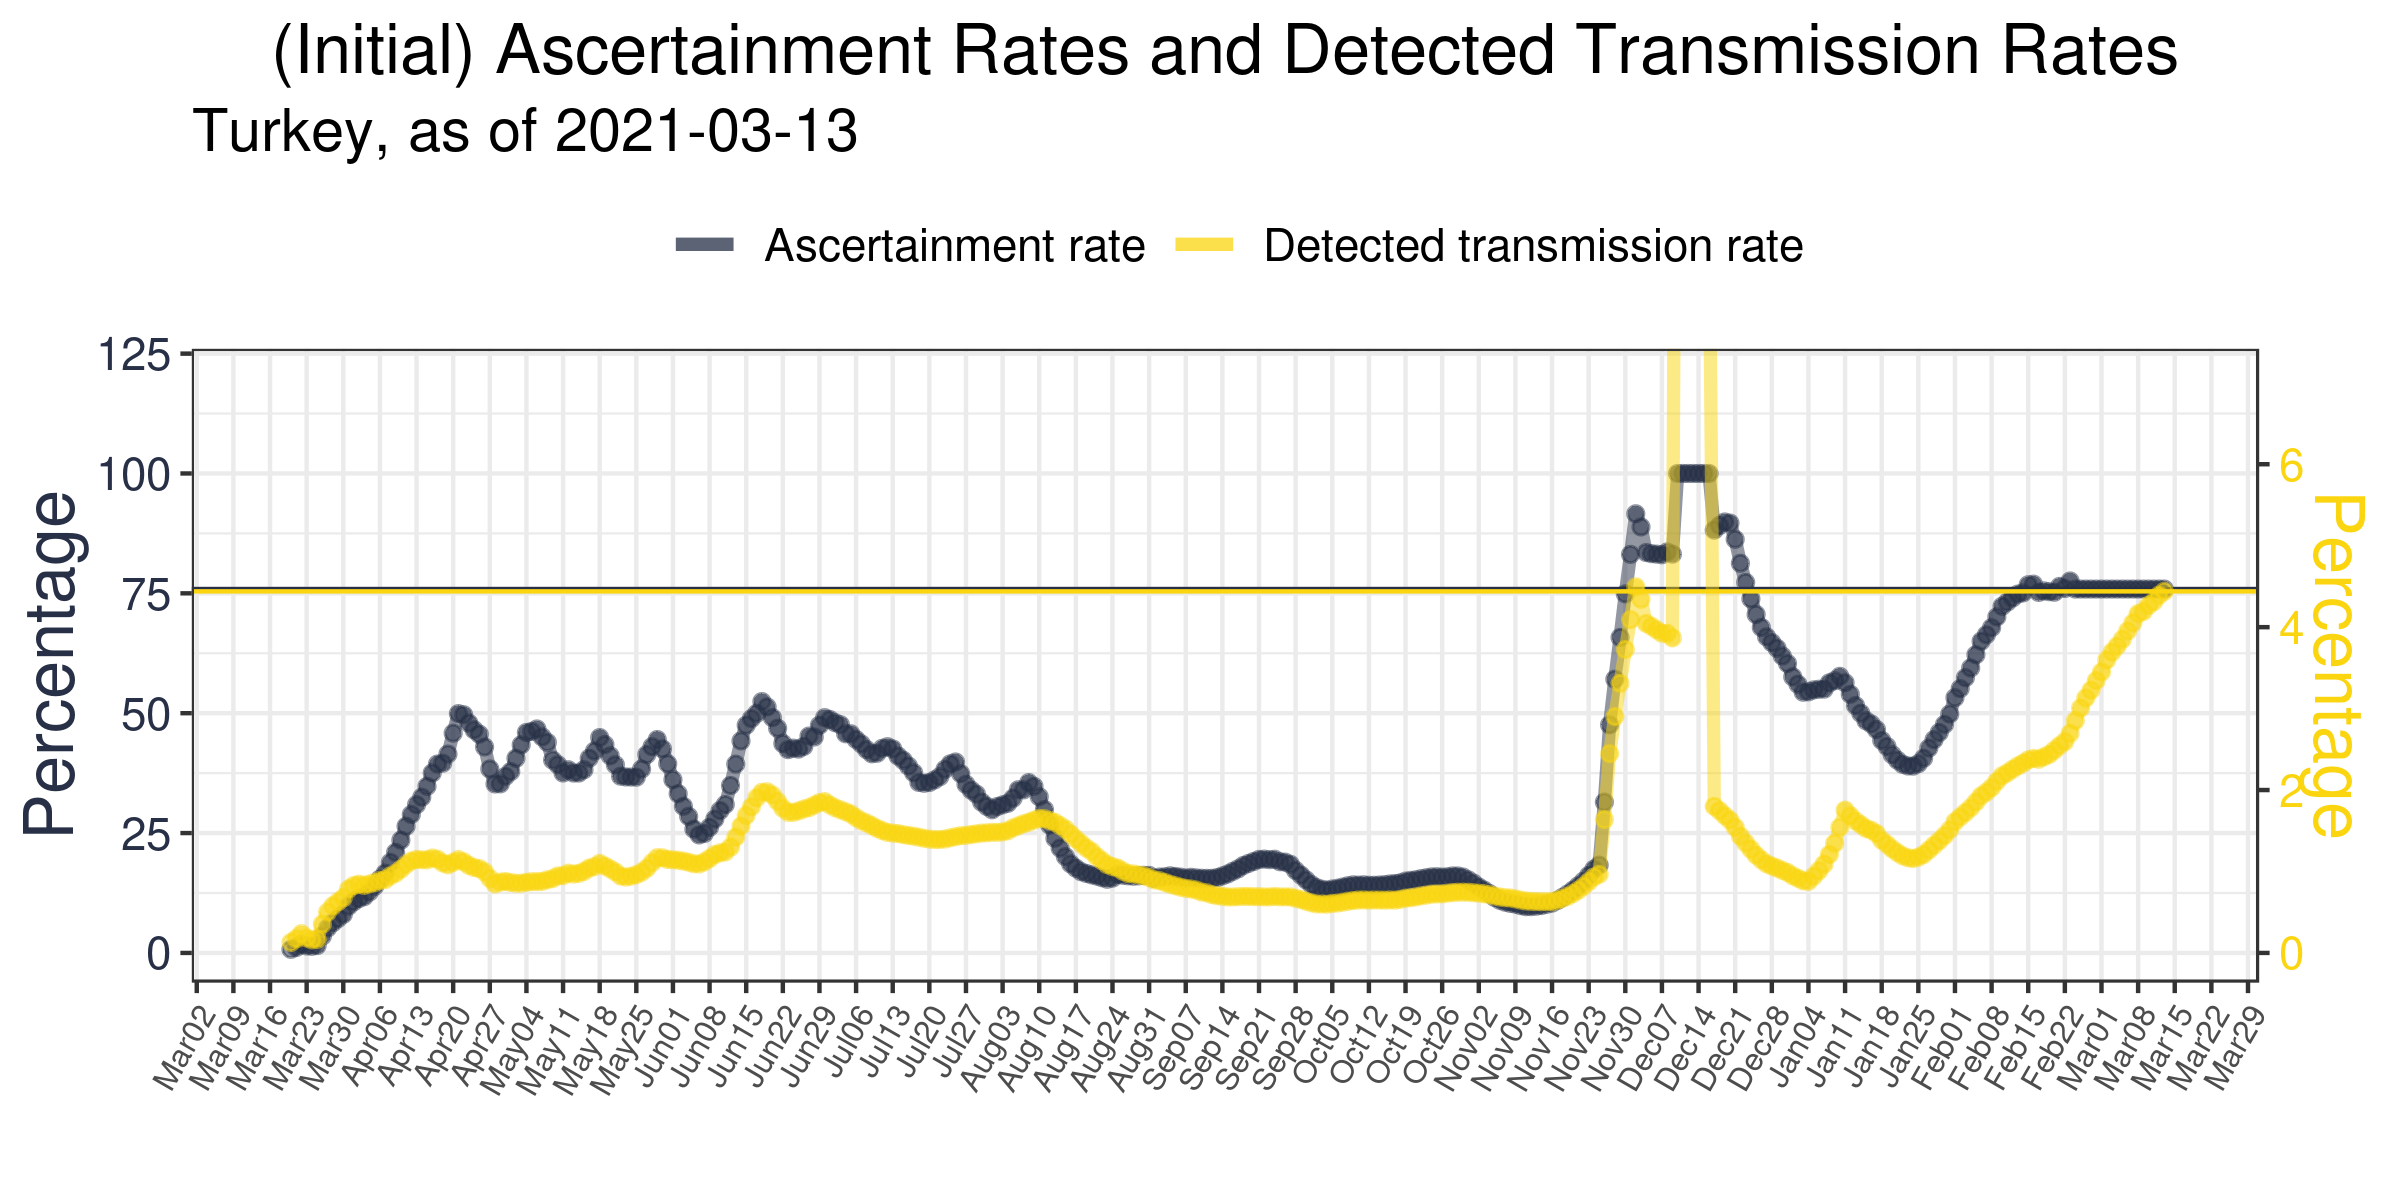 (Initial) Ascertainment Rates and Detected Transmission Rates
Turkey, as of 2021-03-13
Ascertainment rate Detected transmission rate
Percentage
125
100
75
50
25
0
6
4
2
0
Percentage
Mar02 Mar09 Mar16 Mar23 Mar30 Apr06 Apr13 Apr20 Apr27 May04 May11 May18 May25 Jun01 Jun08 Jun15 Jun22 Jun29 Jul06 Jul13 Jul20 Jul27 Aug03 Aug10 Aug17 Aug24 Aug31 Sep07 Sep14 Sep21 Sep28 Oct05 Oct12 Oct19 Oct26 Nov02 Nov09 Nov16 Nov23 Nov30 Dec07 Dec14 Dec21 Dec28 Jan04 Jan11 Jan18 Jan25 Feb01 Feb08 Feb15 Feb22 Mar01 Mar08 Mar15 Mar22 Mar29